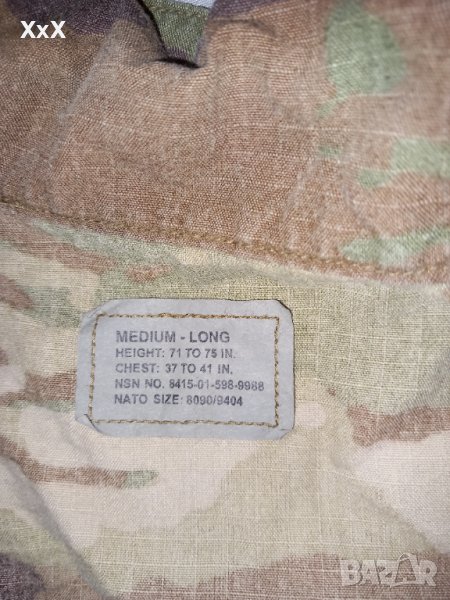 XxX
MEDIUM - LONG
HEIGHT: 71 TO 75 IN.
CHEST: 37 TO 41 IN.
NSN NO. 8415-01-598-9988
NATO SIZE: 8090/9404
BAZAR